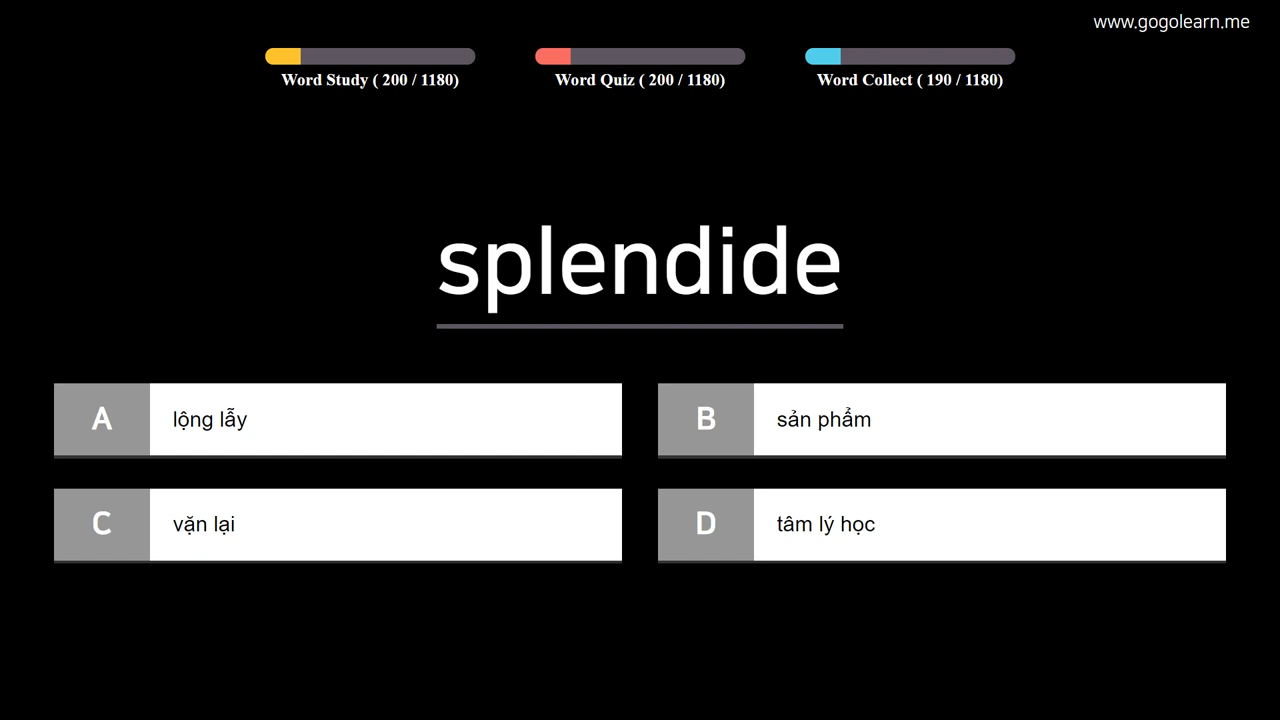 www.gogolearn.me
Word Study ( 200 / 1180)
Word Quiz ( 200 / 1180)
Word Collect ( 190 / 1180)
splendide
A lộng lẫy
B sản phẩm
C vặn lại
D tâm lý học